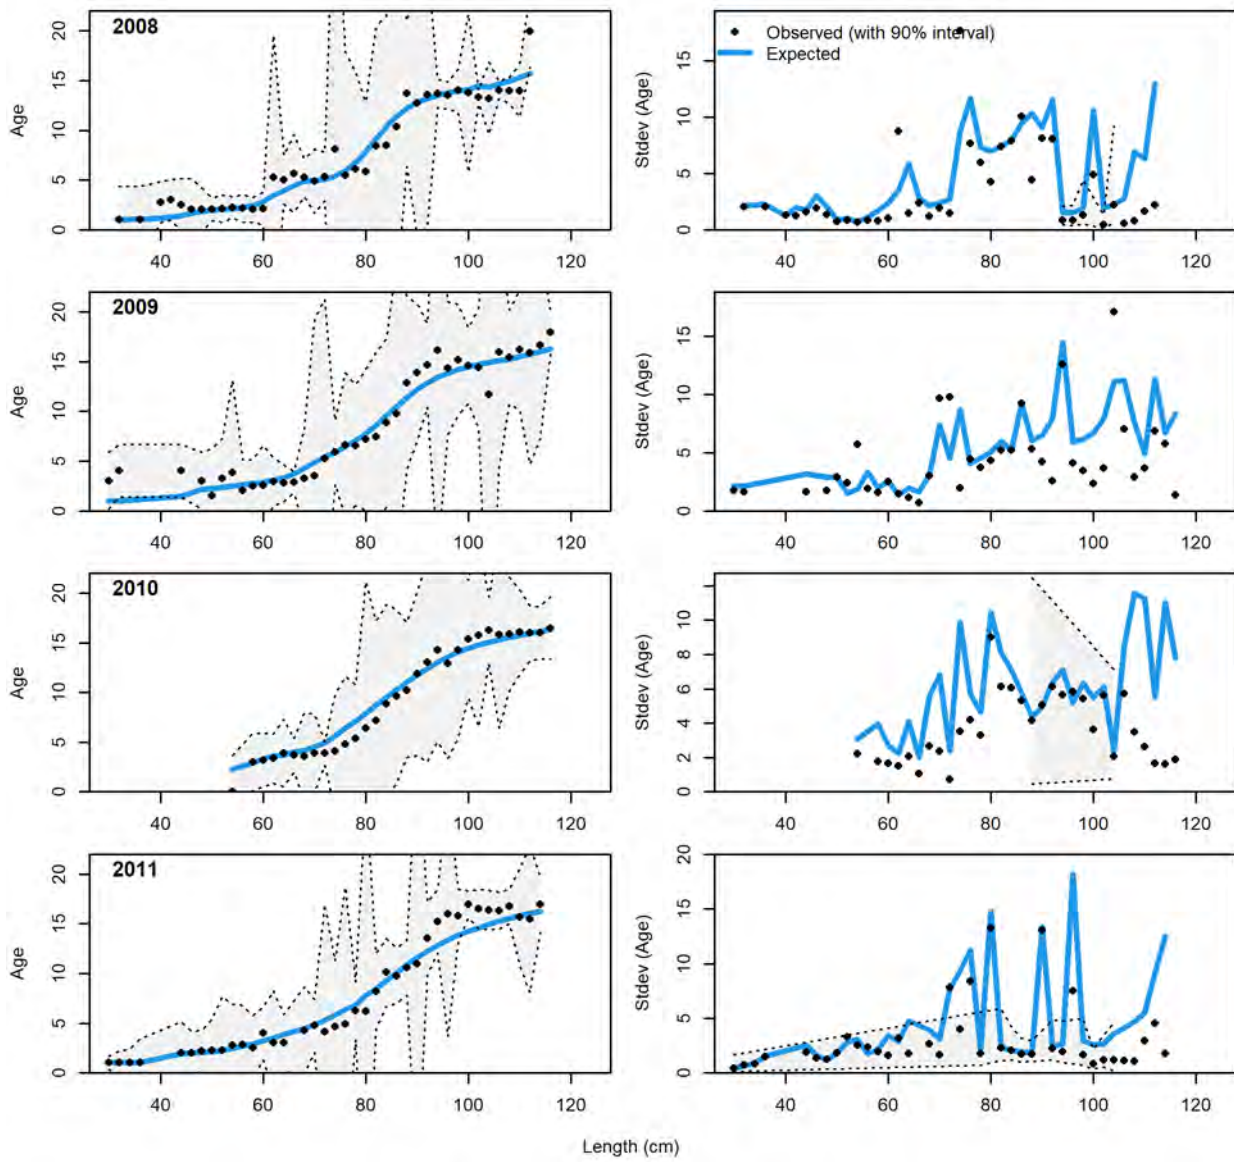 2008
Age
0 5 10 15 20
40 60 80 100 120
Observed (with 90% interval)
Expected
Stdev (Age)
0 5 10 15
40 60 80 100 120
2009
Age
0 5 10 15 20
40 60 80 100 120
Stdev (Age)
0 5 10 15
40 60 80 100 120
2010
Age
0 5 10 15 20
40 60 80 100 120
Stdev (Age)
0 2 4 6 8 10
40 60 80 100 120
2011
Age
0 5 10 15 20
40 60 80 100 120
Stdev (Age)
0 5 10 15 20
40 60 80 100 120
Length (cm)